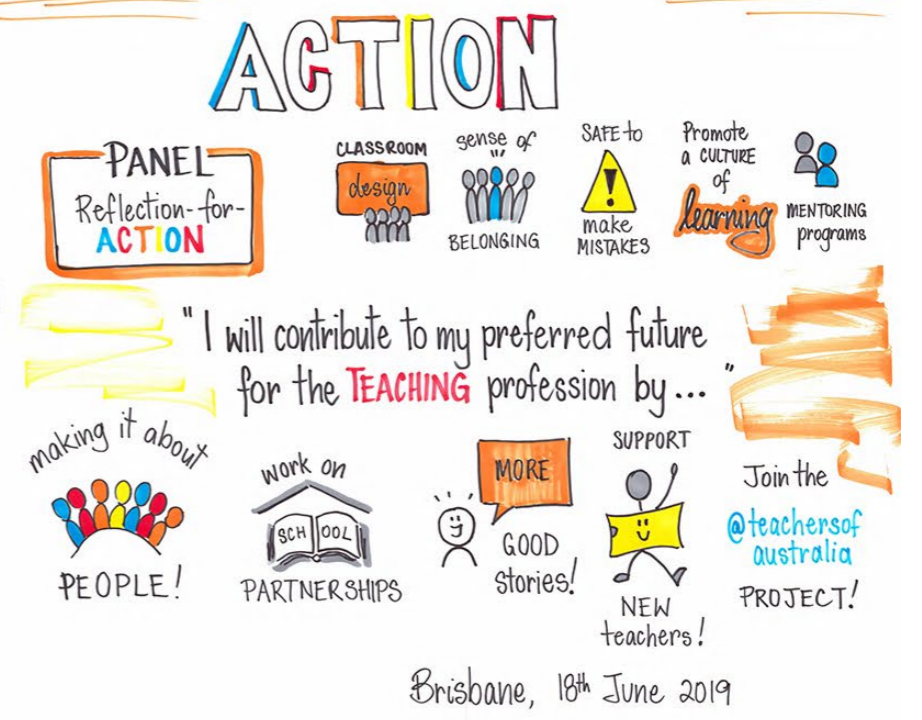 ACTION
PANEL
Reflection-for-
ACTION
CLASSROOM
design
sense of
BELONGING
SAFE to
!
make
MISTAKES
Promote
a CULTURE
of
learning
MENTORING
programs
"I will contribute to my preferred future
for the TEACHING profession by..."
making it about
PEOPLE!
work on
SCHOOL
PARTNERSHIPS
MORE
GOOD
Stories!
SUPPORT
NEW
teachers!
Join the
@teachersof
australia
PROJECT!
Brisbane, 18th June 2019